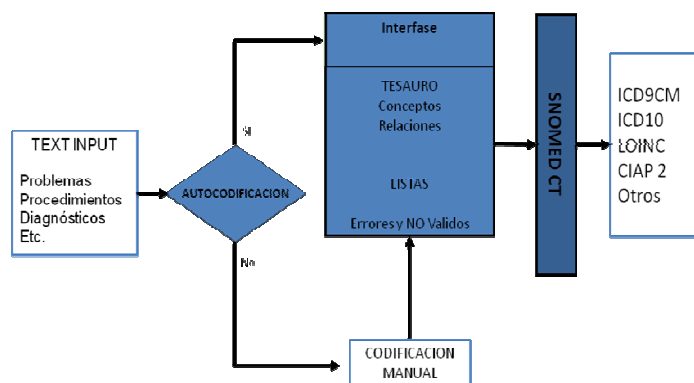 TEXT INPUT
Problemas
Procedimientos
Diagnósticos
Etc.
AUTOCODIFICACION
SI
No
Interfase
TESAURO
Conceptos
Relaciones
LISTAS
Errores y NO Validos
CODIFICACION
MANUAL
SNOMED CT
ICD9CM
ICD10
LOINC
CIAP 2
Otros